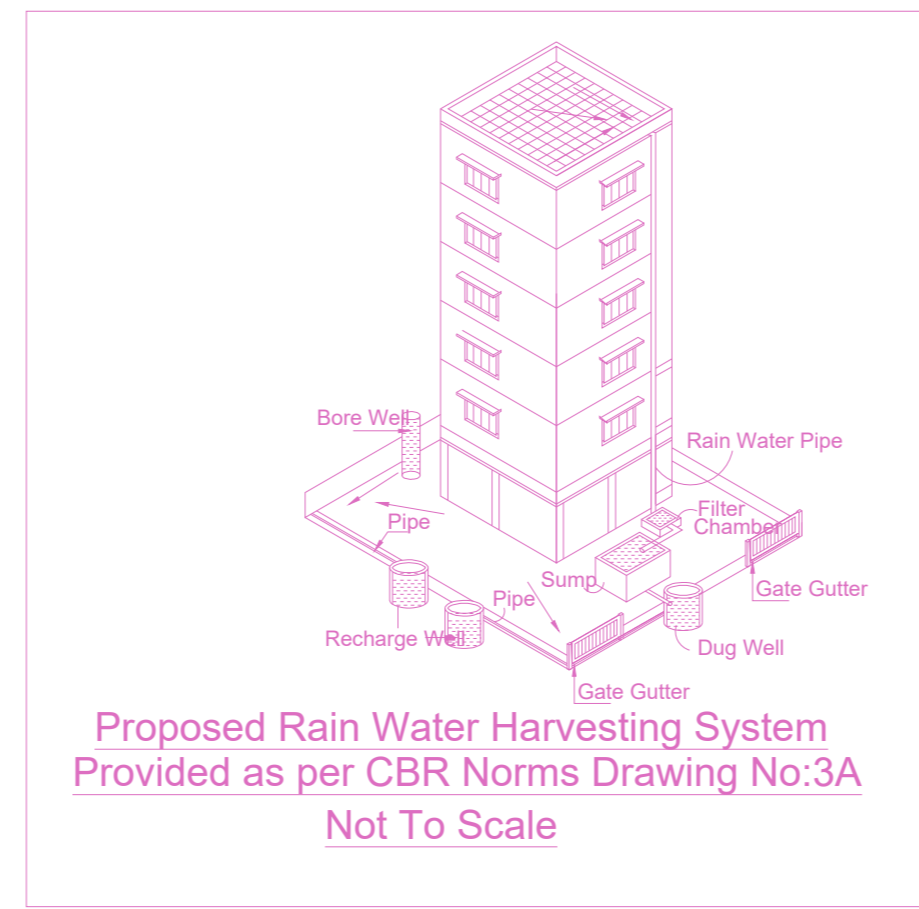 Bore Well
Rain Water Pipe
Filter
Chamber
Pipe
Sump
Gate Gutter
Pipe
Recharge Well
Dug Well
Gate Gutter
Proposed Rain Water Harvesting System
Provided as per CBR Norms Drawing No:3A
Not To Scale